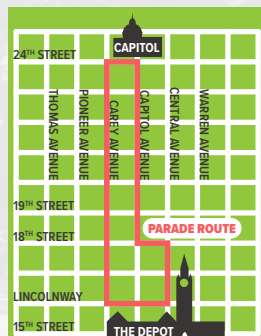 CAPITOL
24TH STREET
THOMAS AVENUE
PIONEER AVENUE
CAREY AVENUE
CAPITOL AVENUE
CENTRAL AVENUE
WARREN AVENUE
19TH STREET
18TH STREET
PARADE ROUTE
LINCOLNWAY
15TH STREET
THE DEPOT